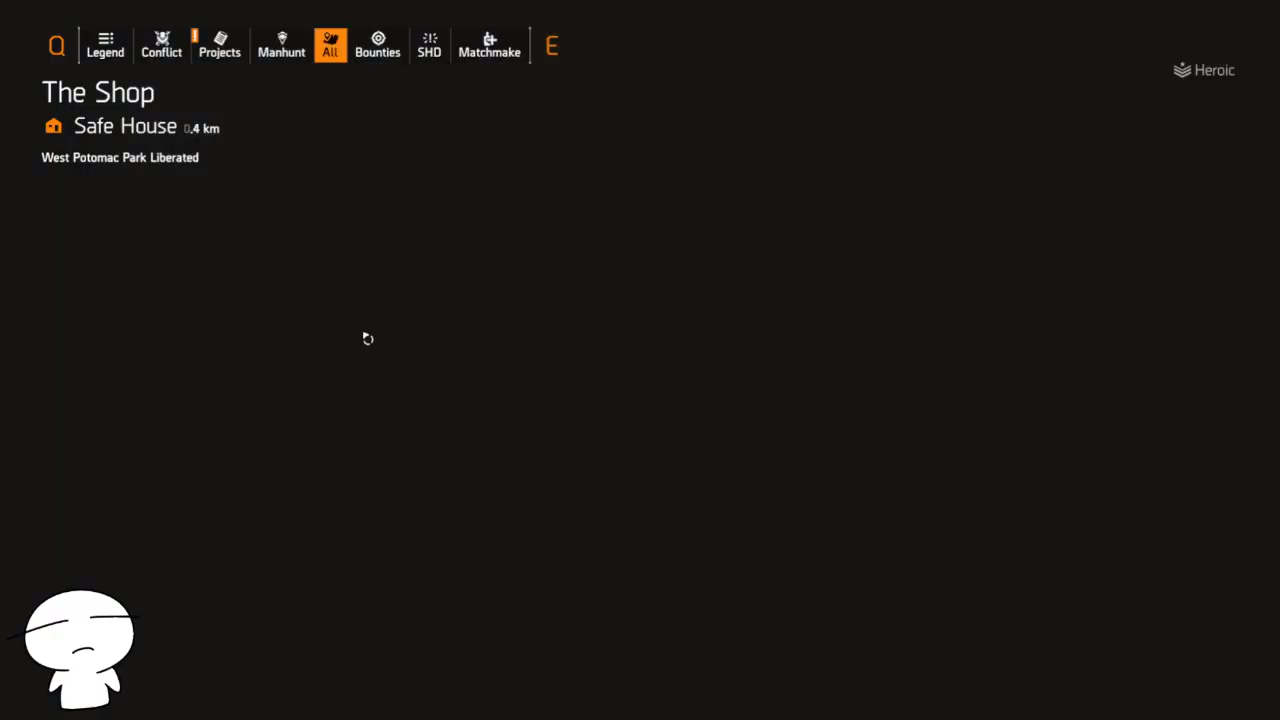 Q Legend Conflict Projects Manhunt All Bounties SHD Matchmake E
Heroic
The Shop
Safe House 0.4 km
West Potomac Park Liberated